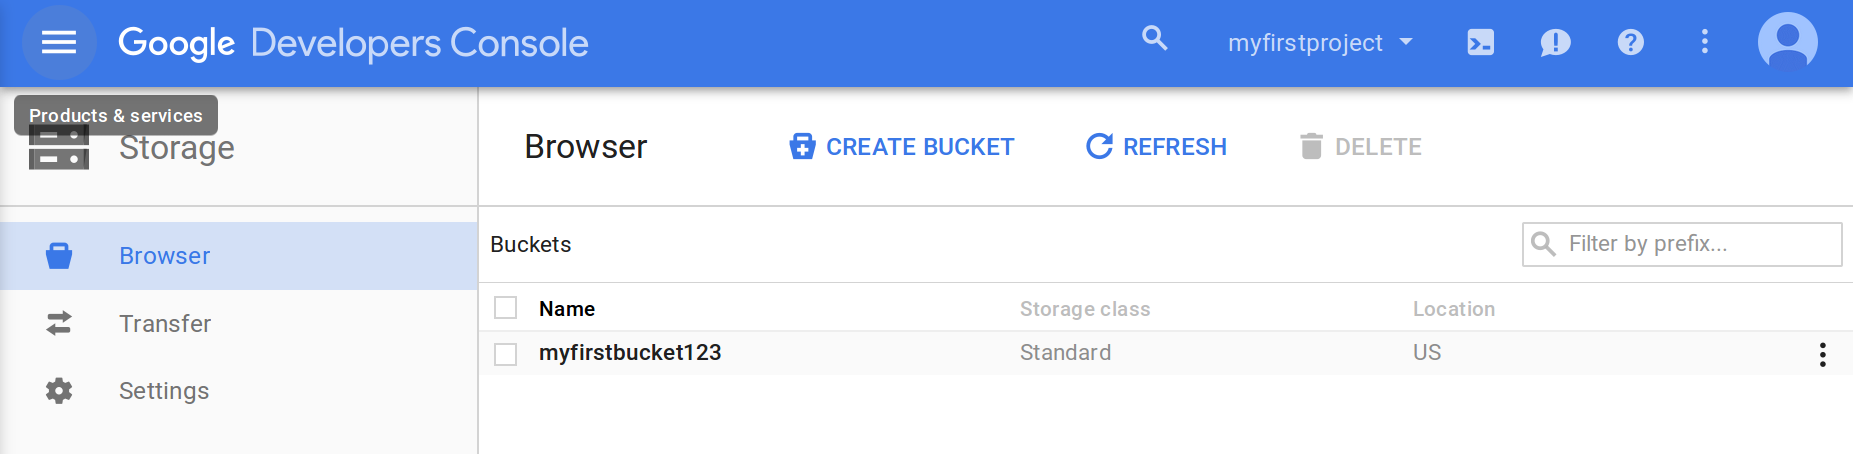 Google Developers Console
myfirstproject
Products & services
Storage
Browser
CREATE BUCKET
REFRESH
DELETE
Browser
Transfer
Settings
Buckets
Filter by prefix...
Name Storage class Location
myfirstbucket123 Standard US